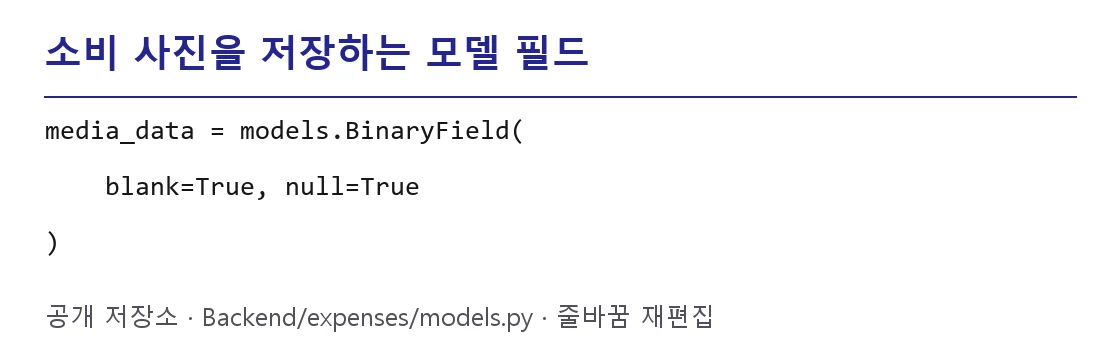 소비 사진을 저장하는 모델 필드
media_data = models.BinaryField(
    blank=True, null=True
)
공개 저장소 · Backend/expenses/models.py · 줄바꿈 재편집